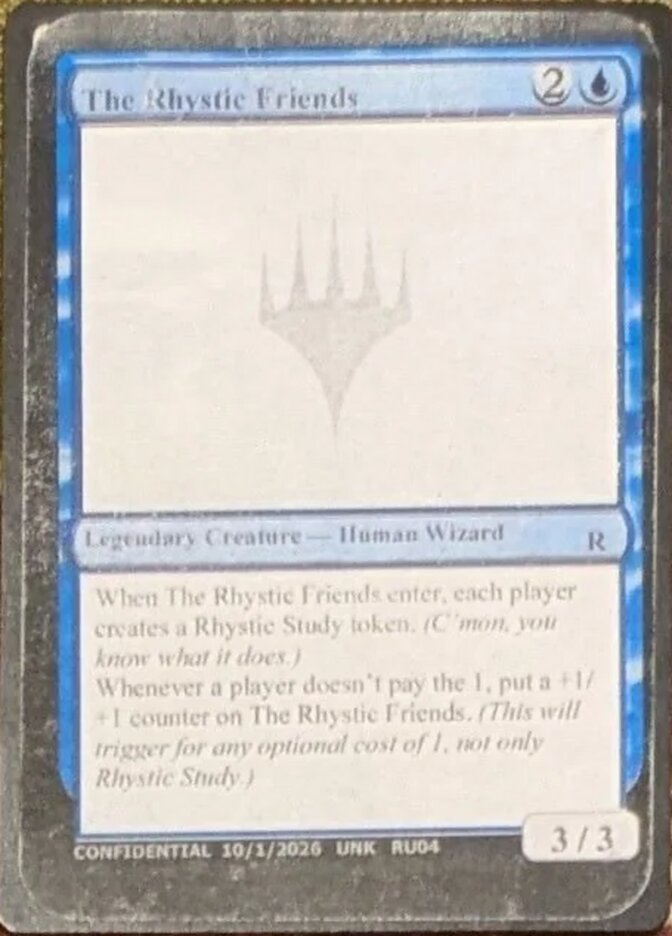 The Rhystic Friends 2
Legendary Creature — Human Wizard R
When The Rhystic Friends enter, each player
creates a Rhystic Study token. (C'mon, you
know what it does.)
Whenever a player doesn't pay the 1, put a +1/
+1 counter on The Rhystic Friends. (This will
trigger for any optional cost of 1, not only
Rhystic Study.)
3/3
CONFIDENTIAL 10/1/2026 UNK RU04